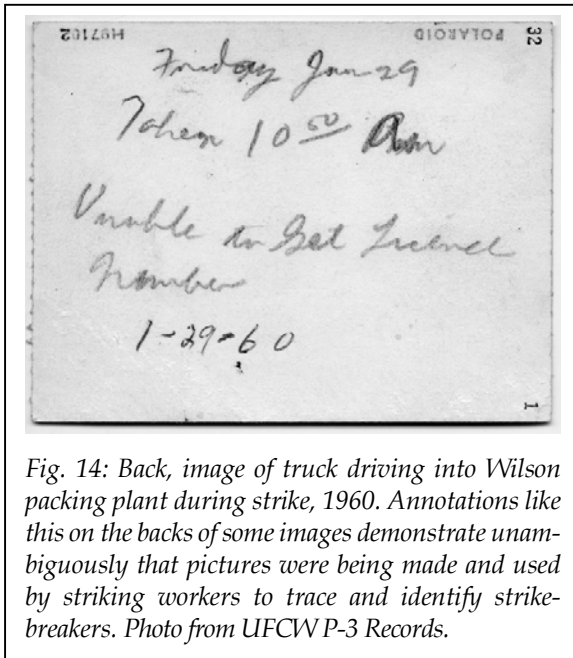 H97102 POLAROID 32
Friday Jan 29
Taken 10 50 Am
Unable to Get Licence
Number
1-29-60
1
Fig. 14: Back, image of truck driving into Wilson
packing plant during strike, 1960. Annotations like
this on the backs of some images demonstrate unam-
biguously that pictures were being made and used
by striking workers to trace and identify strike-
breakers. Photo from UFCW P-3 Records.